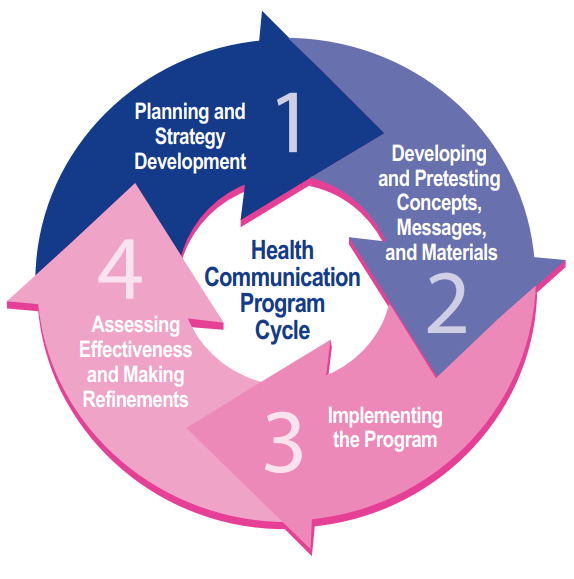 1
Planning and
Strategy
Development
Developing
and Pretesting
Concepts,
Messages,
and Materials
2
Health
Communication
Program
Cycle
3
Implementing
the Program
4
Assessing
Effectiveness
and Making
Refinements